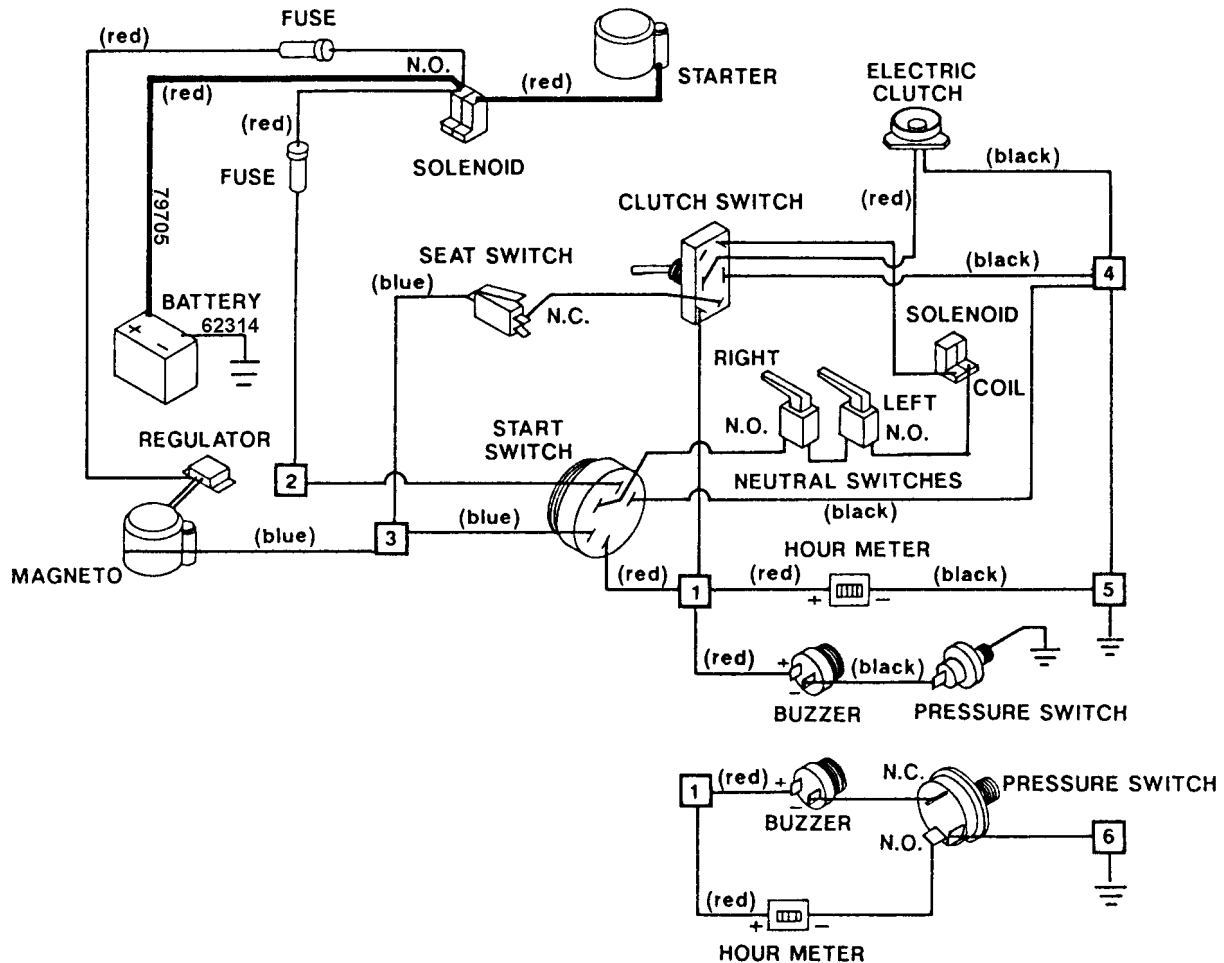 FUSE
(red)
N.O.
(red)
(red)
STARTER
ELECTRIC
CLUTCH
(red)
FUSE
SOLENOID
(black)
(red)
79705
CLUTCH SWITCH
SEAT SWITCH
(black)
4
(blue)
N.C.
BATTERY
62314
+
-
SOLENOID
COIL
RIGHT
LEFT
N.O.
N.O.
REGULATOR
START
SWITCH
NEUTRAL SWITCHES
2
(black)
(blue)
3
(blue)
MAGNETO
HOUR METER
(red)
1
(red)
+
-
(black)
5
(red)
+
-
(black)
BUZZER
PRESSURE SWITCH
1
(red)
+
-
N.C.
PRESSURE SWITCH
BUZZER
N.O.
6
(red)
+
-
HOUR METER